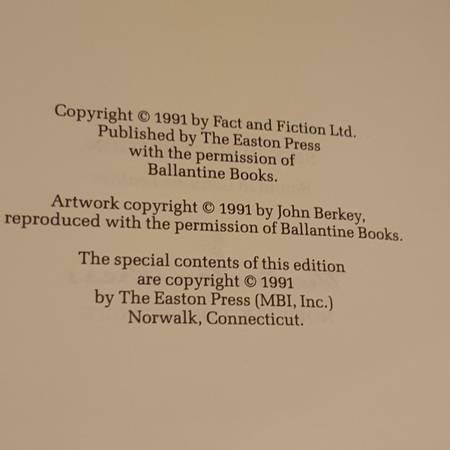 Copyright © 1991 by Fact and Fiction Ltd.
Published by The Easton Press
with the permission of
Ballantine Books.
Artwork copyright © 1991 by John Berkey,
reproduced with the permission of Ballantine Books.
The special contents of this edition
are copyright © 1991
by The Easton Press (MBI, Inc.)
Norwalk, Connecticut.